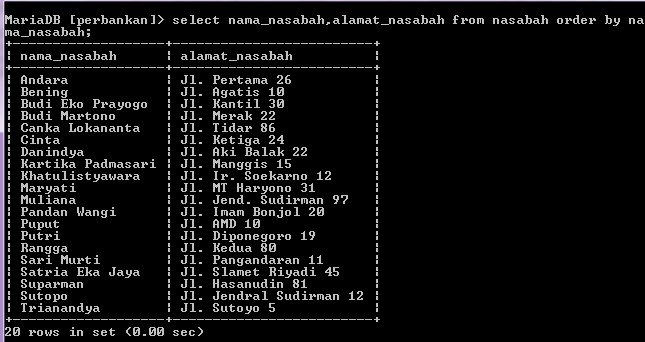 MariaDB [perbankan]> select nama_nasabah,alamat_nasabah from nasabah order by na
ma_nasabah;
+------------------+------------------------+
| nama_nasabah | alamat_nasabah |
+------------------+------------------------+
| Andara | Jl. Pertama 26 |
| Bening | Jl. Agatis 10 |
| Budi Eko Prayogo | Jl. Kantil 30 |
| Budi Martono | Jl. Merak 22 |
| Canka Lokananta | Jl. Tidar 86 |
| Cinta | Jl. Ketiga 24 |
| Danindya | Jl. Aki Balak 22 |
| Kartika Padmasari | Jl. Manggis 15 |
| Khatulistyawara | Jl. Ir. Soekarno 12 |
| Maryati | Jl. MT Haryono 31 |
| Muliana | Jl. Jend. Sudirman 97 |
| Pandan Wangi | Jl. Imam Bonjol 20 |
| Puput | Jl. AMD 10 |
| Putri | Jl. Diponegoro 19 |
| Rangga | Jl. Kedua 80 |
| Sari Murti | Jl. Pangandaran 11 |
| Satria Eka Jaya | Jl. Slamet Riyadi 45 |
| Suparman | Jl. Hasanudin 81 |
| Sutopo | Jl. Jendral Sudirman 12 |
| Trianandya | Jl. Sutoyo 5 |
+------------------+------------------------+
20 rows in set (0.00 sec)